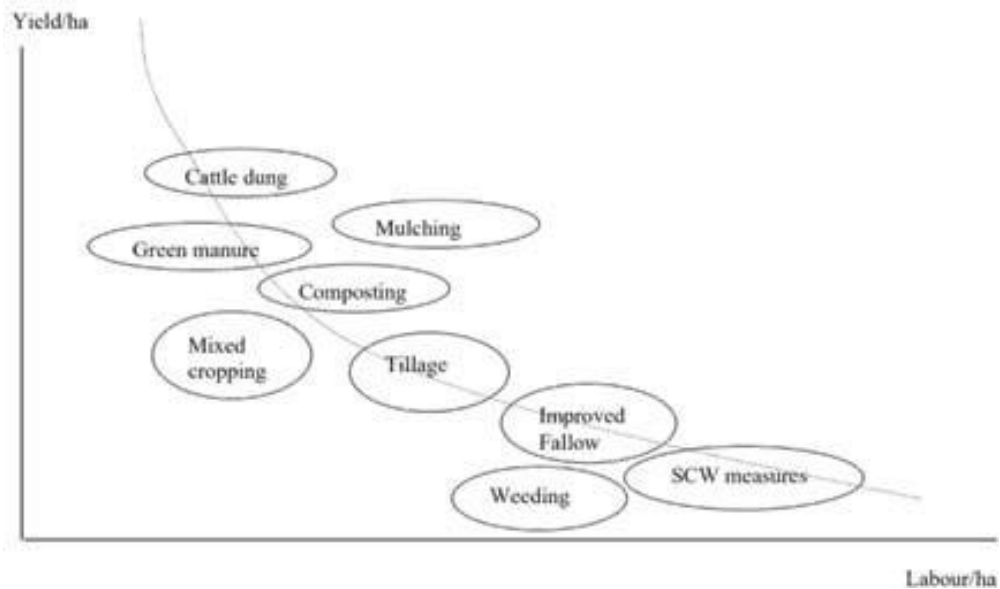 Yield/ha
Cattle dung
Mulching
Green manure
Composting
Mixed
cropping
Tillage
Improved
Fallow
SCW measures
Weeding
Labour/ha